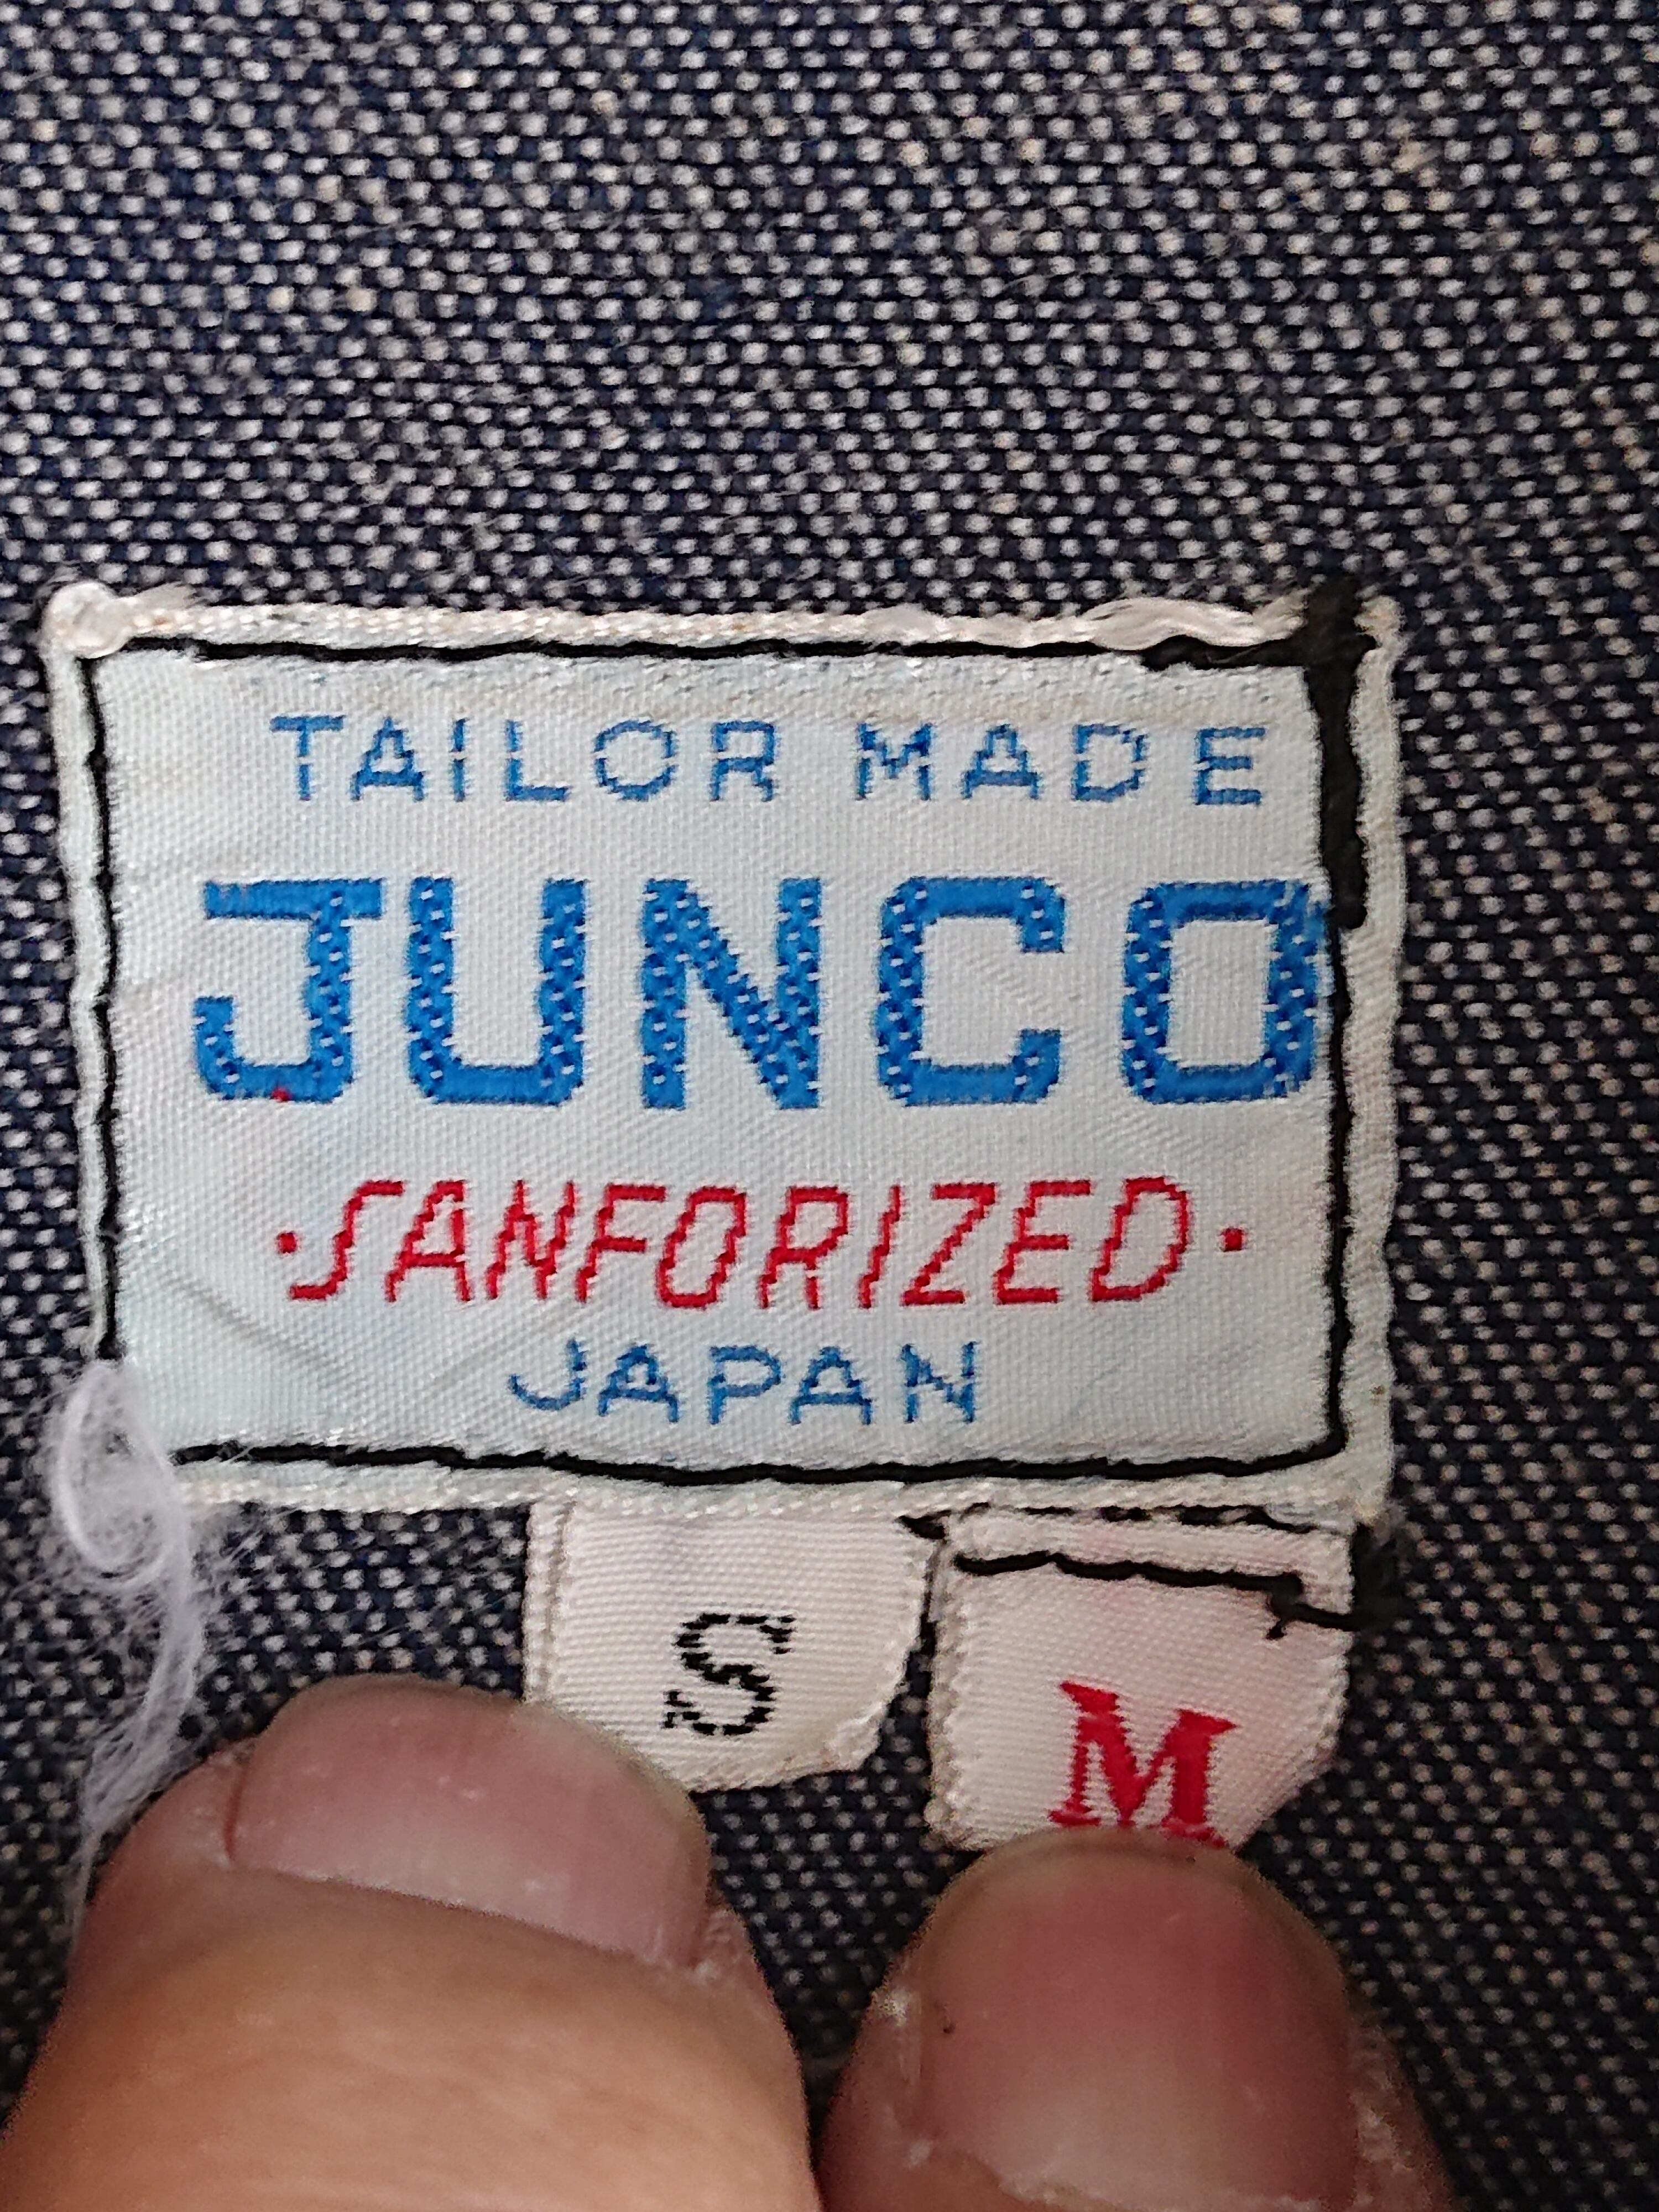 TAILOR MADE
JUNCO
·SANFORIZED·
JAPAN
S M